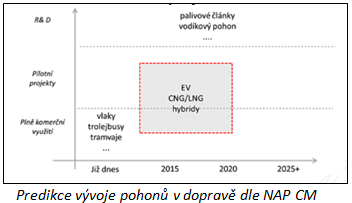 R& D
palivové články
vodíkový pohon
....
Pilotní
projekty
EV
CNG/LNG
hybridy
Plně komerční
využití
vlaky
trolejbusy
tramvaje
...
Již dnes
2015
2020
2025+
Predikce vývoje pohonů v dopravě dle NAP CM